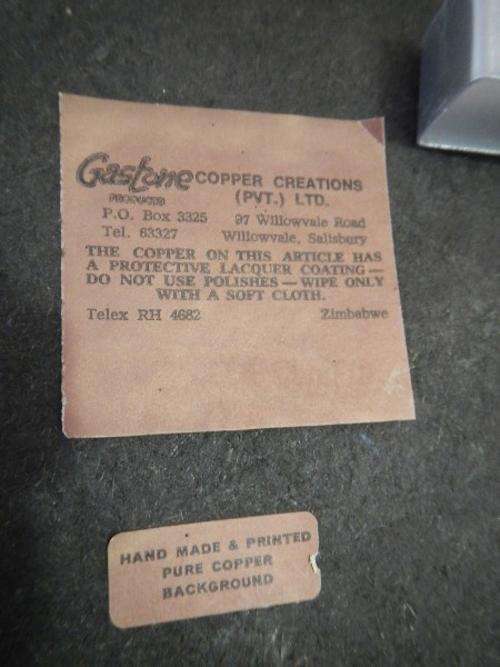 Gastone COPPER CREATIONS
PRODUCTS (PVT.) LTD.
P.O. Box 3325 97 Willowvale Road
Tel. 63327 Willowvale, Salisbury
THE COPPER ON THIS ARTICLE HAS
A PROTECTIVE LACQUER COATING—
DO NOT USE POLISHES — WIPE ONLY
WITH A SOFT CLOTH.
Telex RH 4682 Zimbabwe
HAND MADE & PRINTED
PURE COPPER
BACKGROUND